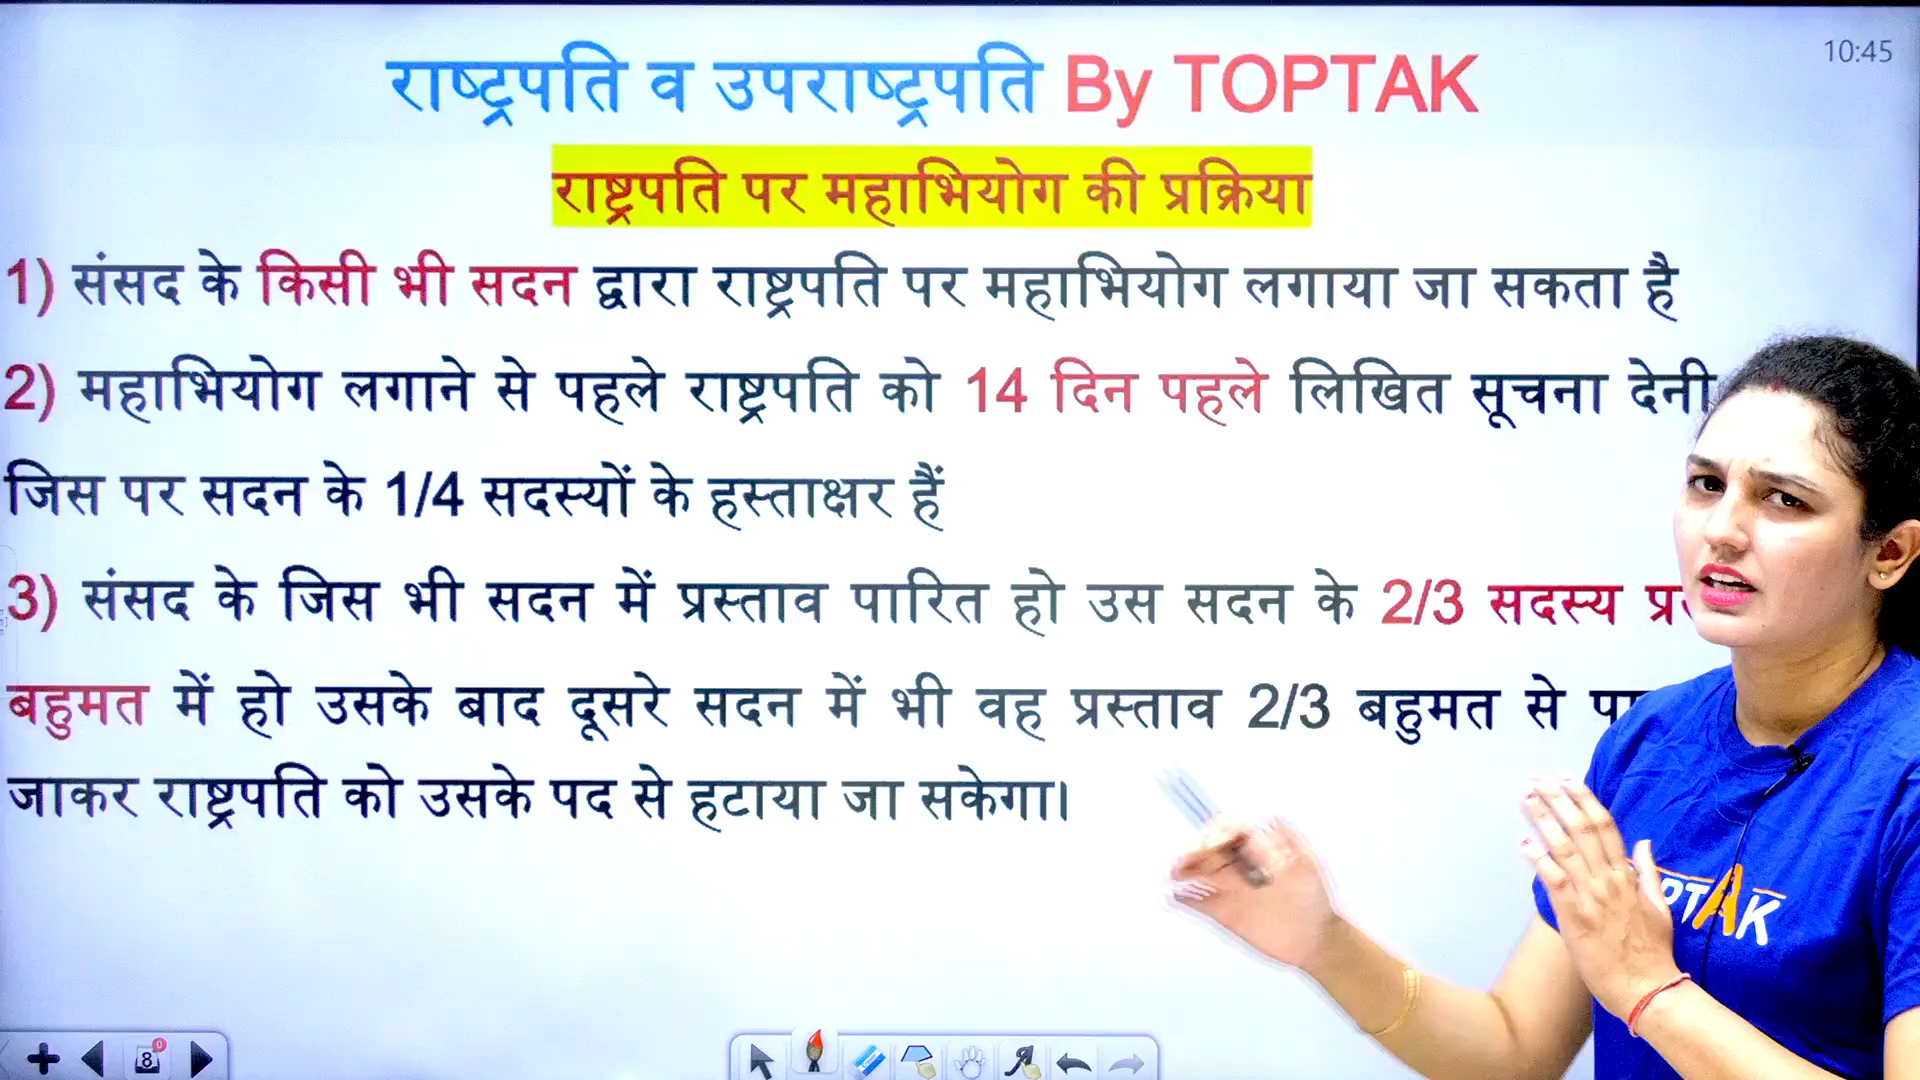 10:45
राष्ट्रपति व उपराष्ट्रपति By TOPTAK
राष्ट्रपति पर महाभियोग की प्रक्रिया
1) संसद के किसी भी सदन द्वारा राष्ट्रपति पर महाभियोग लगाया जा सकता है
2) महाभियोग लगाने से पहले राष्ट्रपति को 14 दिन पहले लिखित सूचना देनी
जिस पर सदन के 1/4 सदस्यों के हस्ताक्षर हैं
3) संसद के जिस भी सदन में प्रस्ताव पारित हो उस सदन के 2/3 सदस्य
बहुमत में हो उसके बाद दूसरे सदन में भी वह प्रस्ताव 2/3 बहुमत से
जाकर राष्ट्रपति को उसके पद से हटाया जा सकेगा।
PTAK
8
0